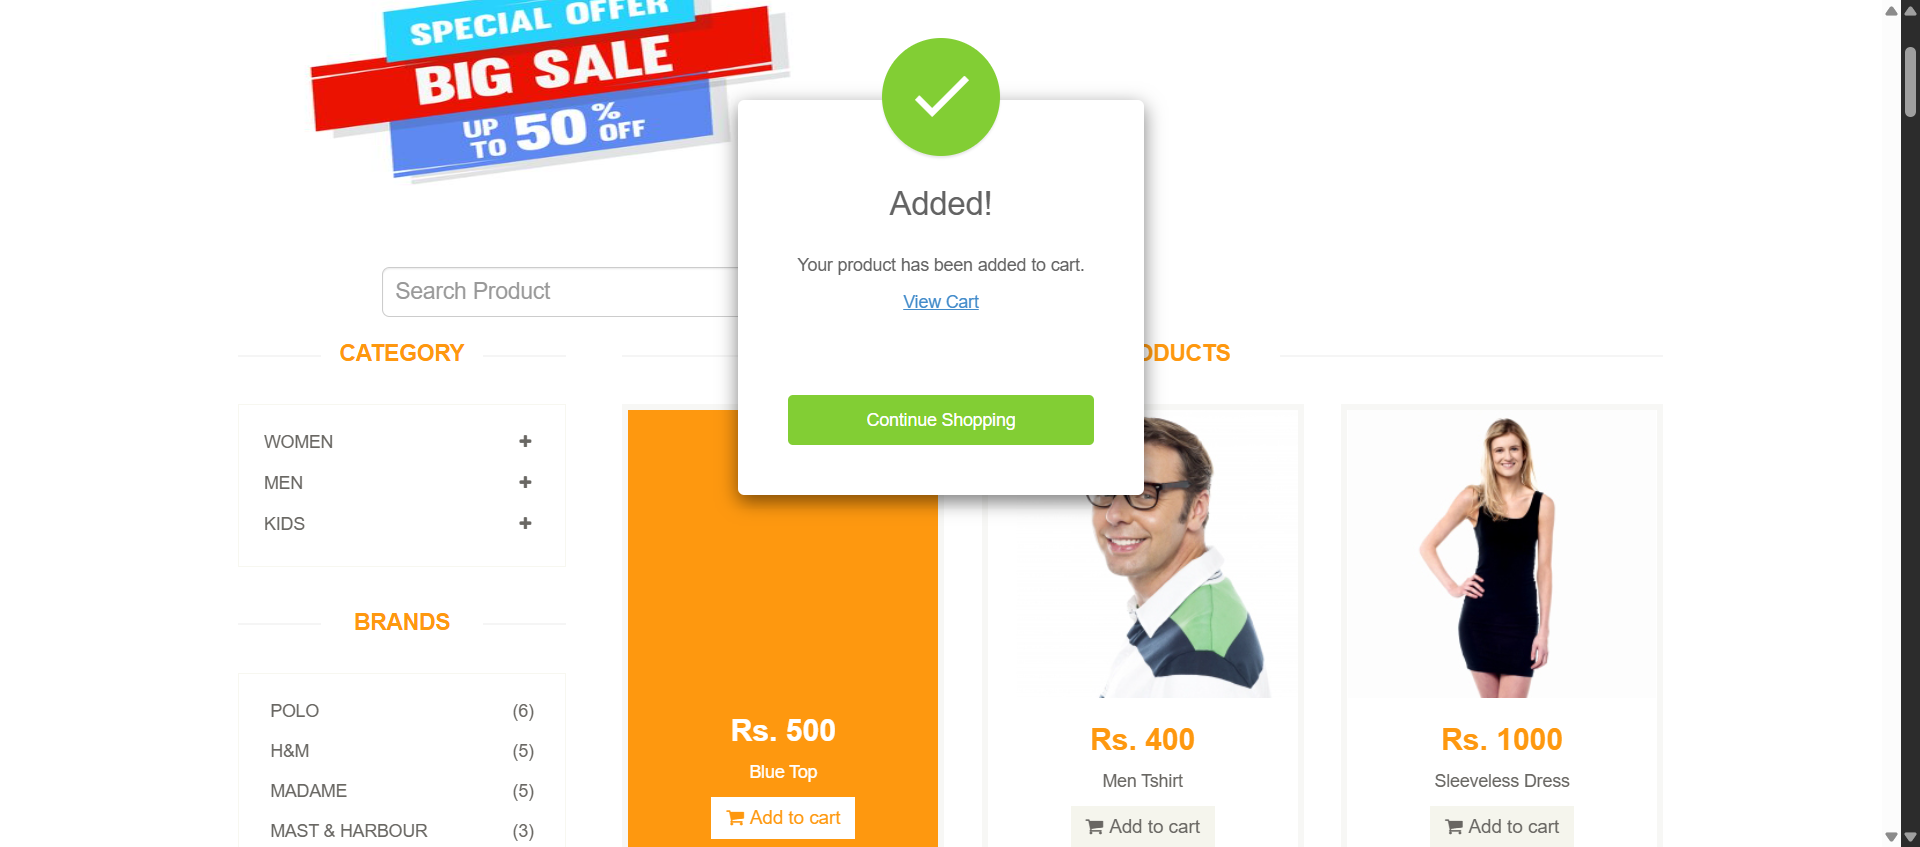 SPECIAL OFFER
BIG SALE
UP TO 50% OFF
Added!
Your product has been added to cart.
View Cart
Continue Shopping
Search Product
CATEGORY
WOMEN
MEN
KIDS
BRANDS
POLO (6)
H&M (5)
MADAME (5)
MAST & HARBOUR (3)
ODUCTS
Rs. 500
Blue Top
Add to cart
Rs. 400
Men Tshirt
Add to cart
Rs. 1000
Sleeveless Dress
Add to cart